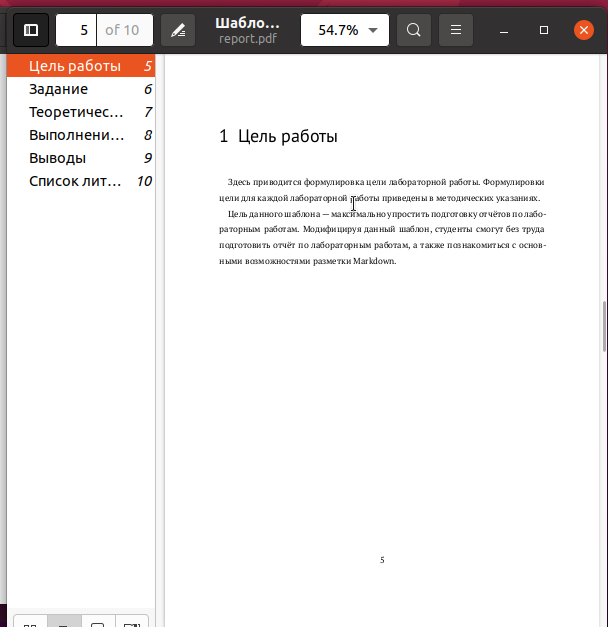 5 of 10
Шабло...
report.pdf
54.7%
Цель работы 5
Задание 6
Теоретичес... 7
Выполнени... 8
Выводы 9
Список лит... 10
1 Цель работы
Здесь приводится формулировка цели лабораторной работы. Формулировки
цели для каждой лабораторной работы приведены в методических указаниях.
Цель данного шаблона — максимально упростить подготовку отчётов по лабо-
раторным работам. Модифицируя данный шаблон, студенты смогут без труда
подготовить отчёт по лабораторным работам, а также познакомиться с основ-
ными возможностями разметки Markdown.
5